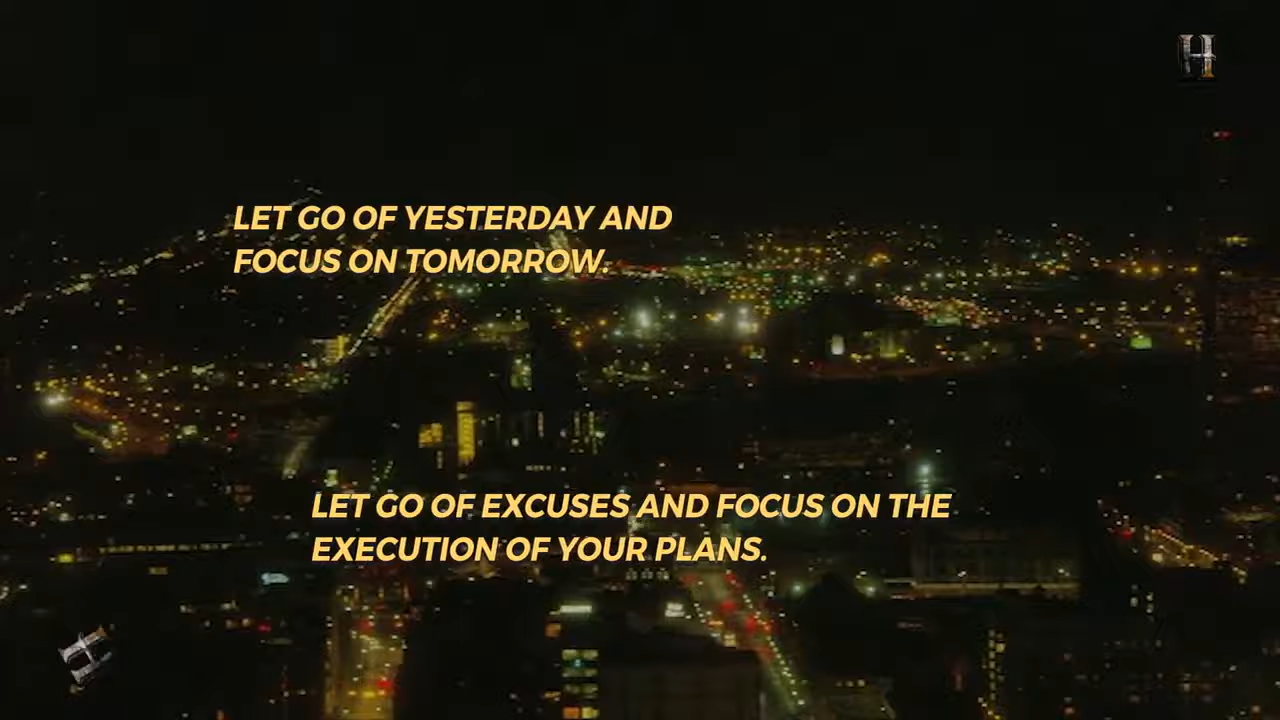 H
LET GO OF YESTERDAY AND
FOCUS ON TOMORROW.
LET GO OF EXCUSES AND FOCUS ON THE
EXECUTION OF YOUR PLANS.
H